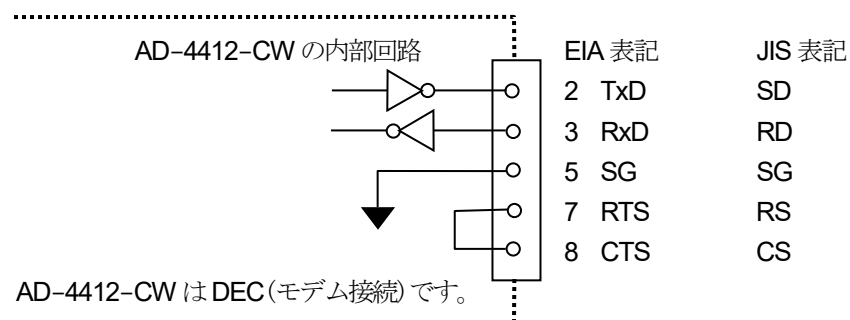 AD-4412-CW の内部回路 EIA 表記 JIS 表記
2 TxD SD
3 RxD RD
5 SG SG
7 RTS RS
8 CTS CS
AD-4412-CW は DEC(モデム接続)です。